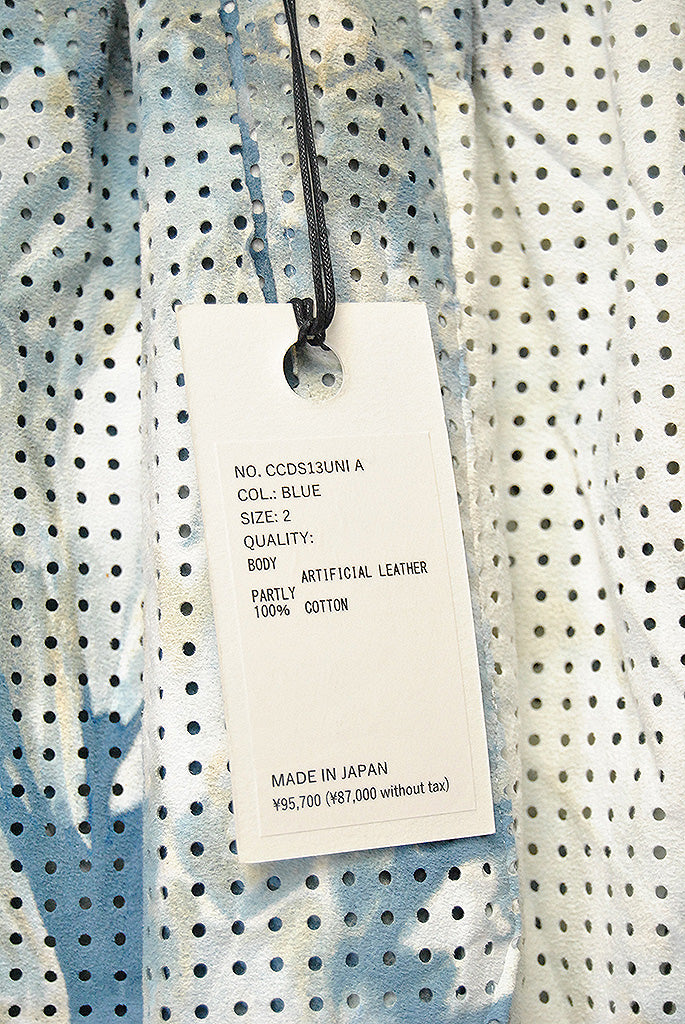 NO. CCDS13UNI A
COL.: BLUE
SIZE: 2
QUALITY:
BODY
ARTIFICIAL LEATHER
PARTLY
100% COTTON
MADE IN JAPAN
¥95,700 (¥87,000 without tax)